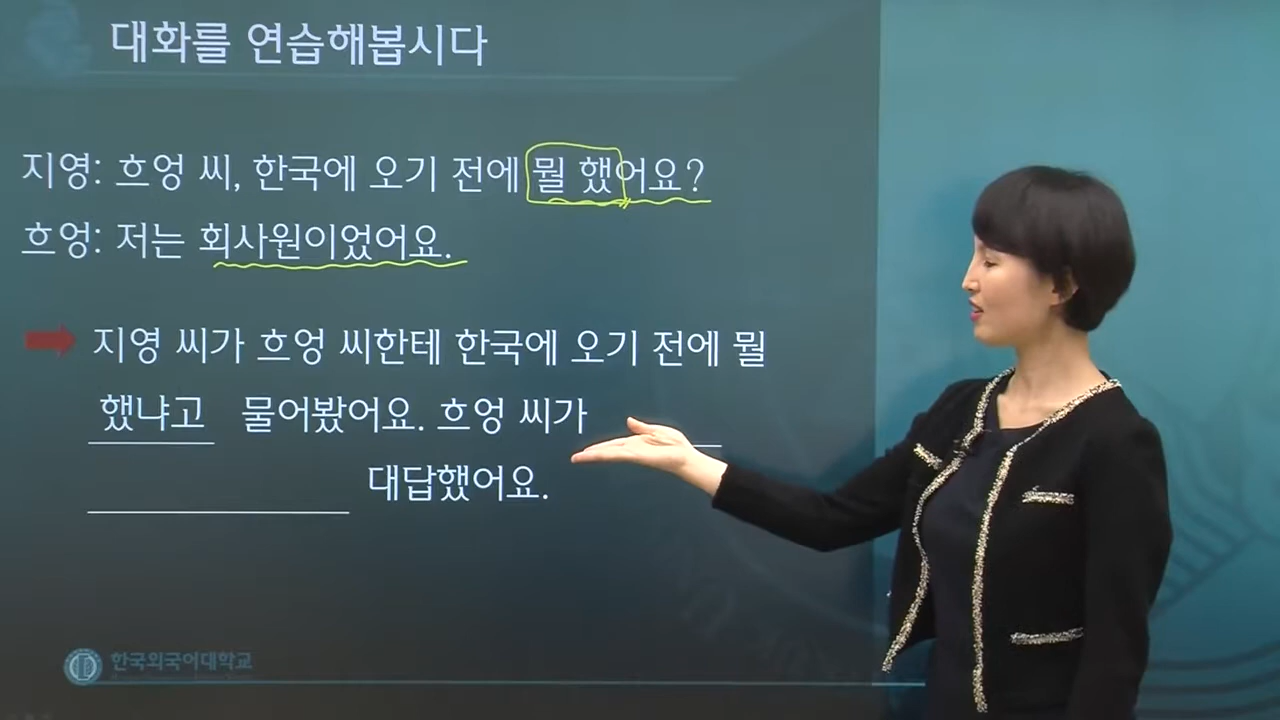 대화를 연습해봅시다
지영: 흐엉 씨, 한국에 오기 전에 뭘 했어요?
흐엉: 저는 회사원이었어요.
지영 씨가 흐엉 씨한테 한국에 오기 전에 뭘
했냐고 물어봤어요. 흐엉 씨가
대답했어요.
한국외국어대학교